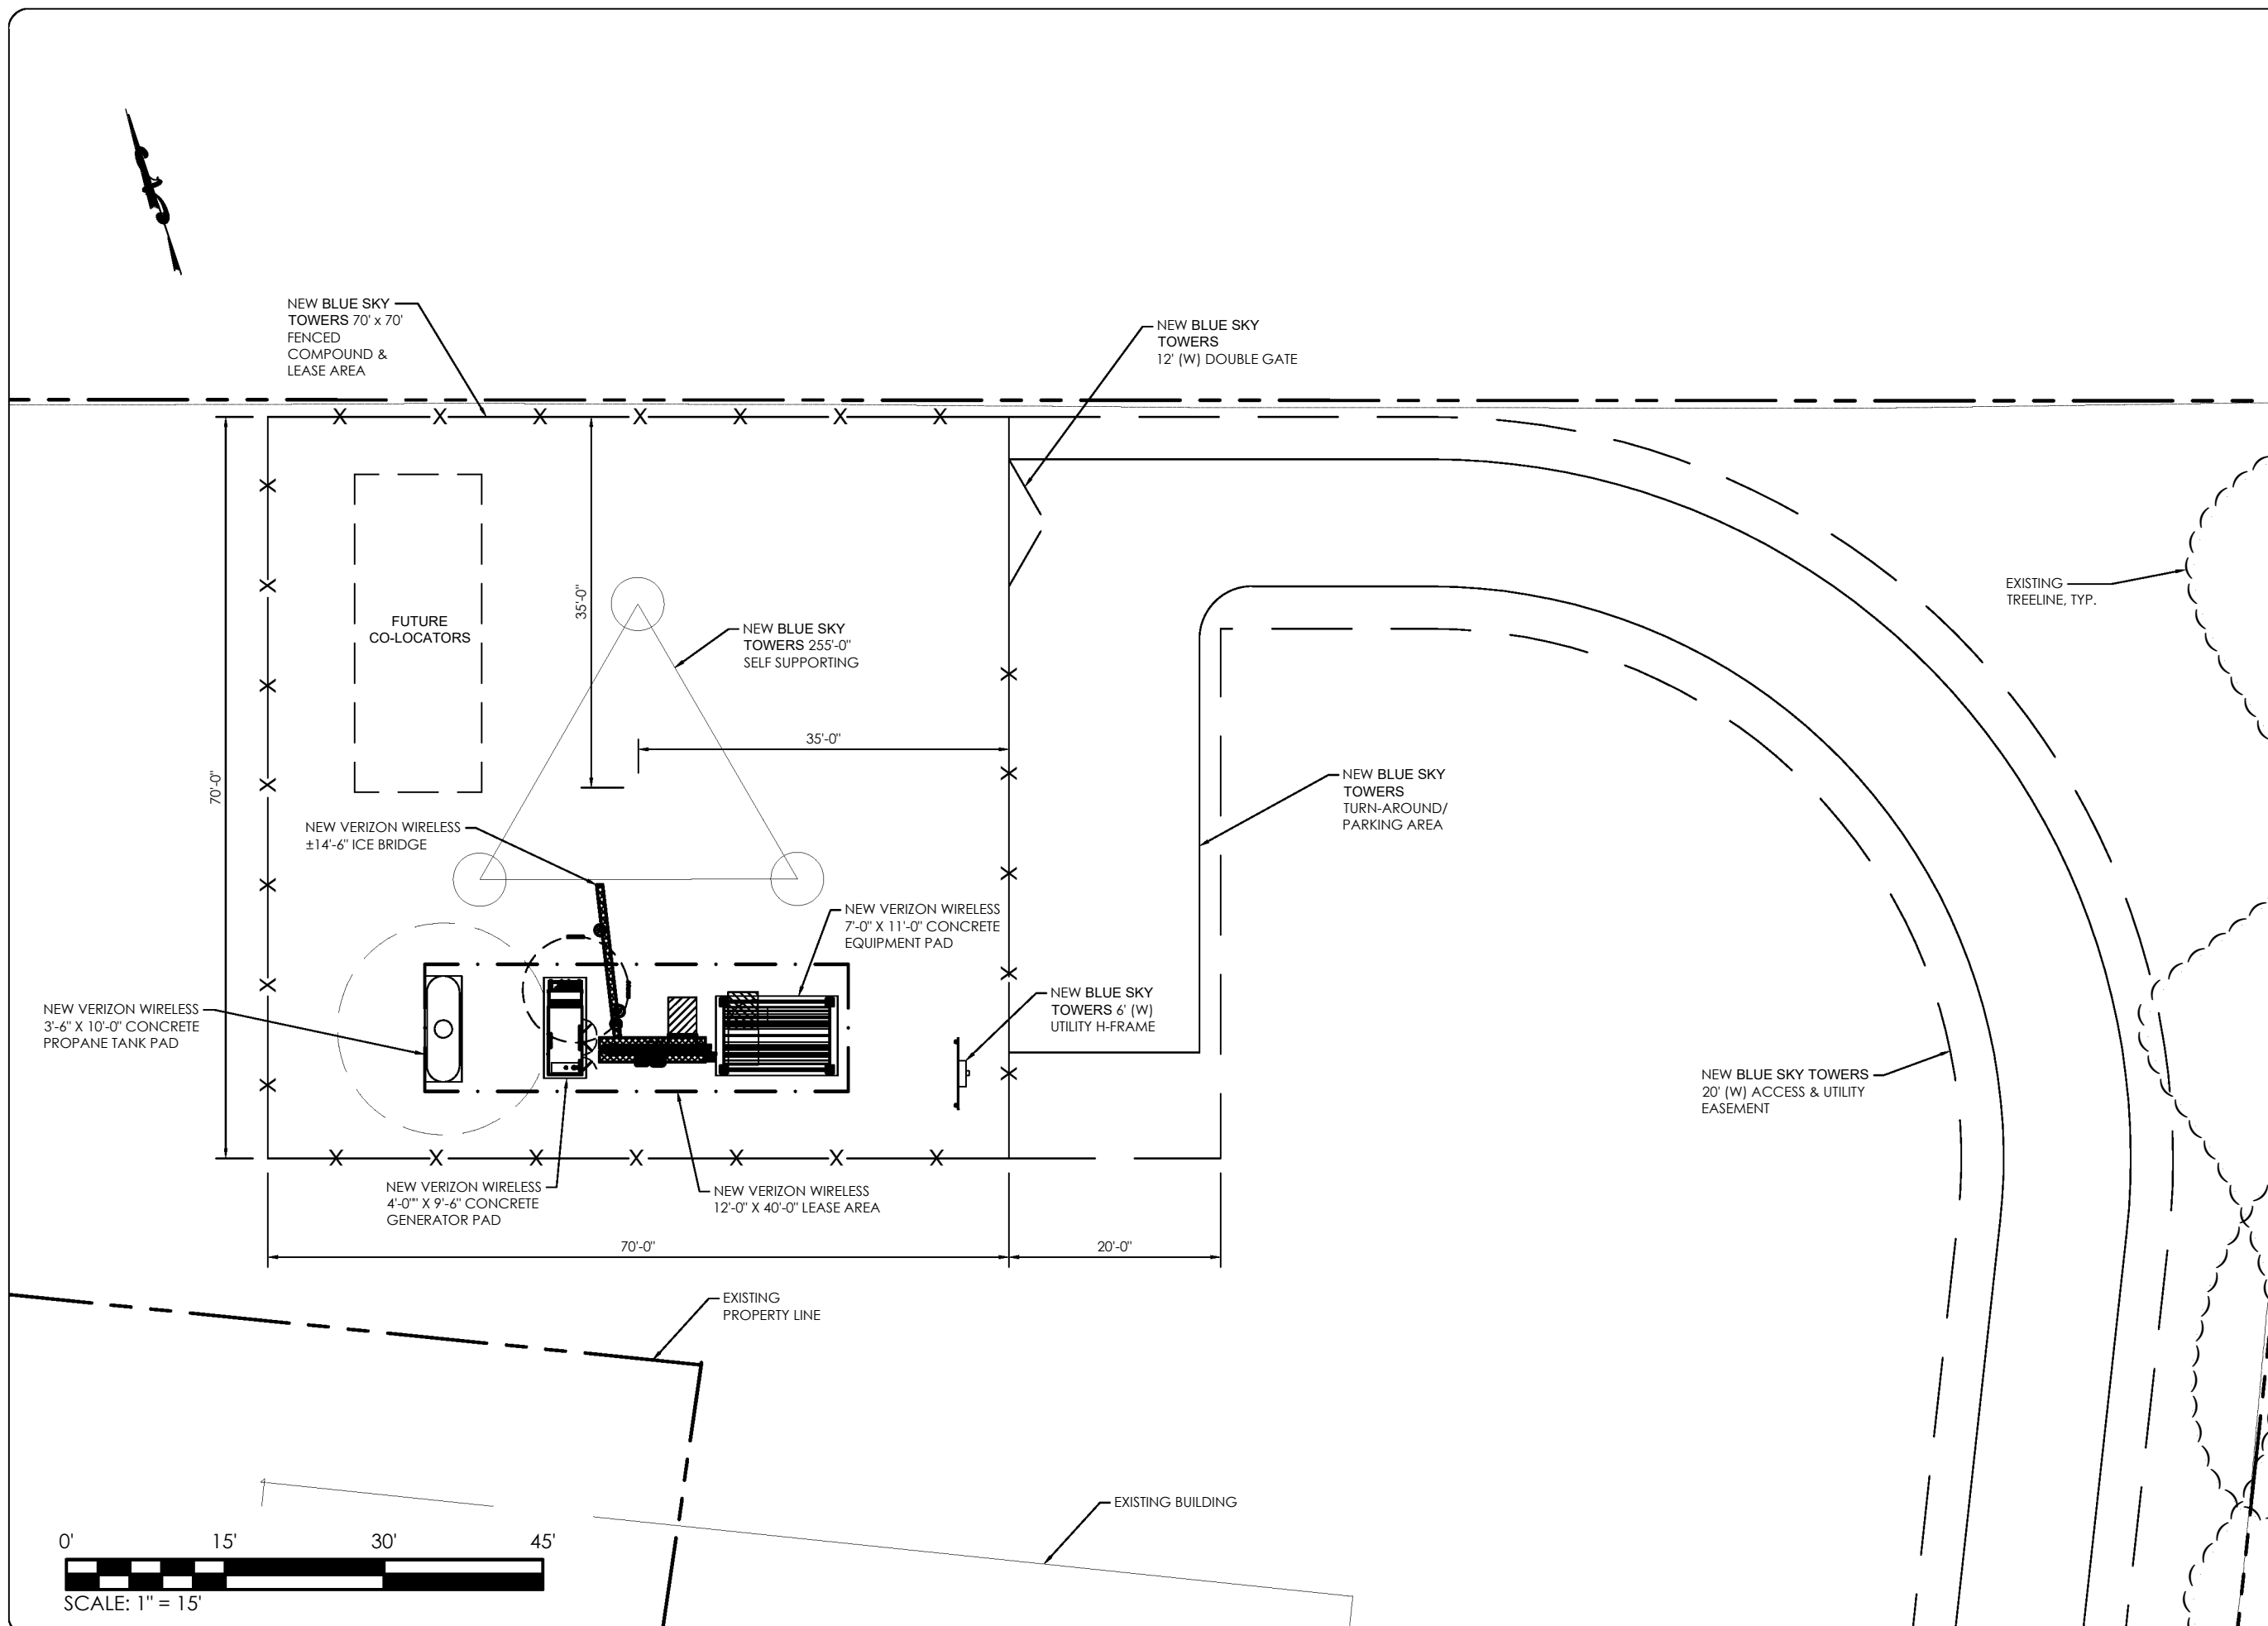 NEW BLUE SKY
TOWERS 70' x 70'
FENCED
COMPOUND &
LEASE AREA
NEW BLUE SKY
TOWERS
12' (W) DOUBLE GATE
EXISTING
TREELINE, TYP.
FUTURE
CO-LOCATORS
35'-0"
NEW BLUE SKY
TOWERS 255'-0"
SELF SUPPORTING
35'-0"
70'-0"
NEW BLUE SKY
TOWERS
TURN-AROUND/
PARKING AREA
NEW VERIZON WIRELESS
±14'-6" ICE BRIDGE
NEW VERIZON WIRELESS
7'-0" X 11'-0" CONCRETE
EQUIPMENT PAD
NEW VERIZON WIRELESS
3'-6" X 10'-0" CONCRETE
PROPANE TANK PAD
NEW BLUE SKY
TOWERS 6' (W)
UTILITY H-FRAME
NEW BLUE SKY TOWERS
20' (W) ACCESS & UTILITY
EASEMENT
NEW VERIZON WIRELESS
4'-0"" X 9'-6" CONCRETE
GENERATOR PAD
NEW VERIZON WIRELESS
12'-0" X 40'-0" LEASE AREA
70'-0"
20'-0"
EXISTING
PROPERTY LINE
EXISTING BUILDING
0' 15' 30' 45'
SCALE: 1" = 15'